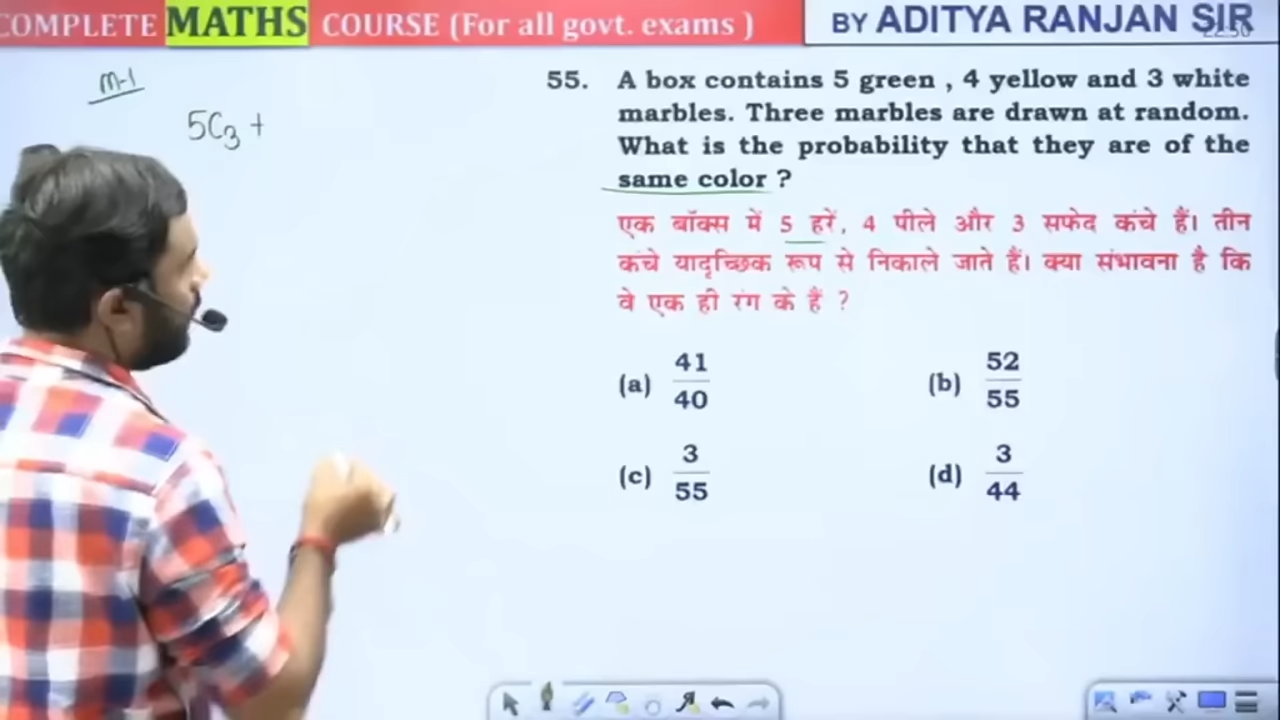 COMPLETE MATHS COURSE (For all govt. exams )
BY ADITYA RANJAN SIR
m-1
5C3 +
55. A box contains 5 green , 4 yellow and 3 white
marbles. Three marbles are drawn at random.
What is the probability that they are of the
same color ?
एक बॉक्स में 5 हरें, 4 पीले और 3 सफेद कंचे हैं। तीन
कंचे यादृच्छिक रूप से निकाले जाते हैं। क्या संभावना है कि
वे एक ही रंग के हैं ?
(a) 41/40
(b) 52/55
(c) 3/55
(d) 3/44